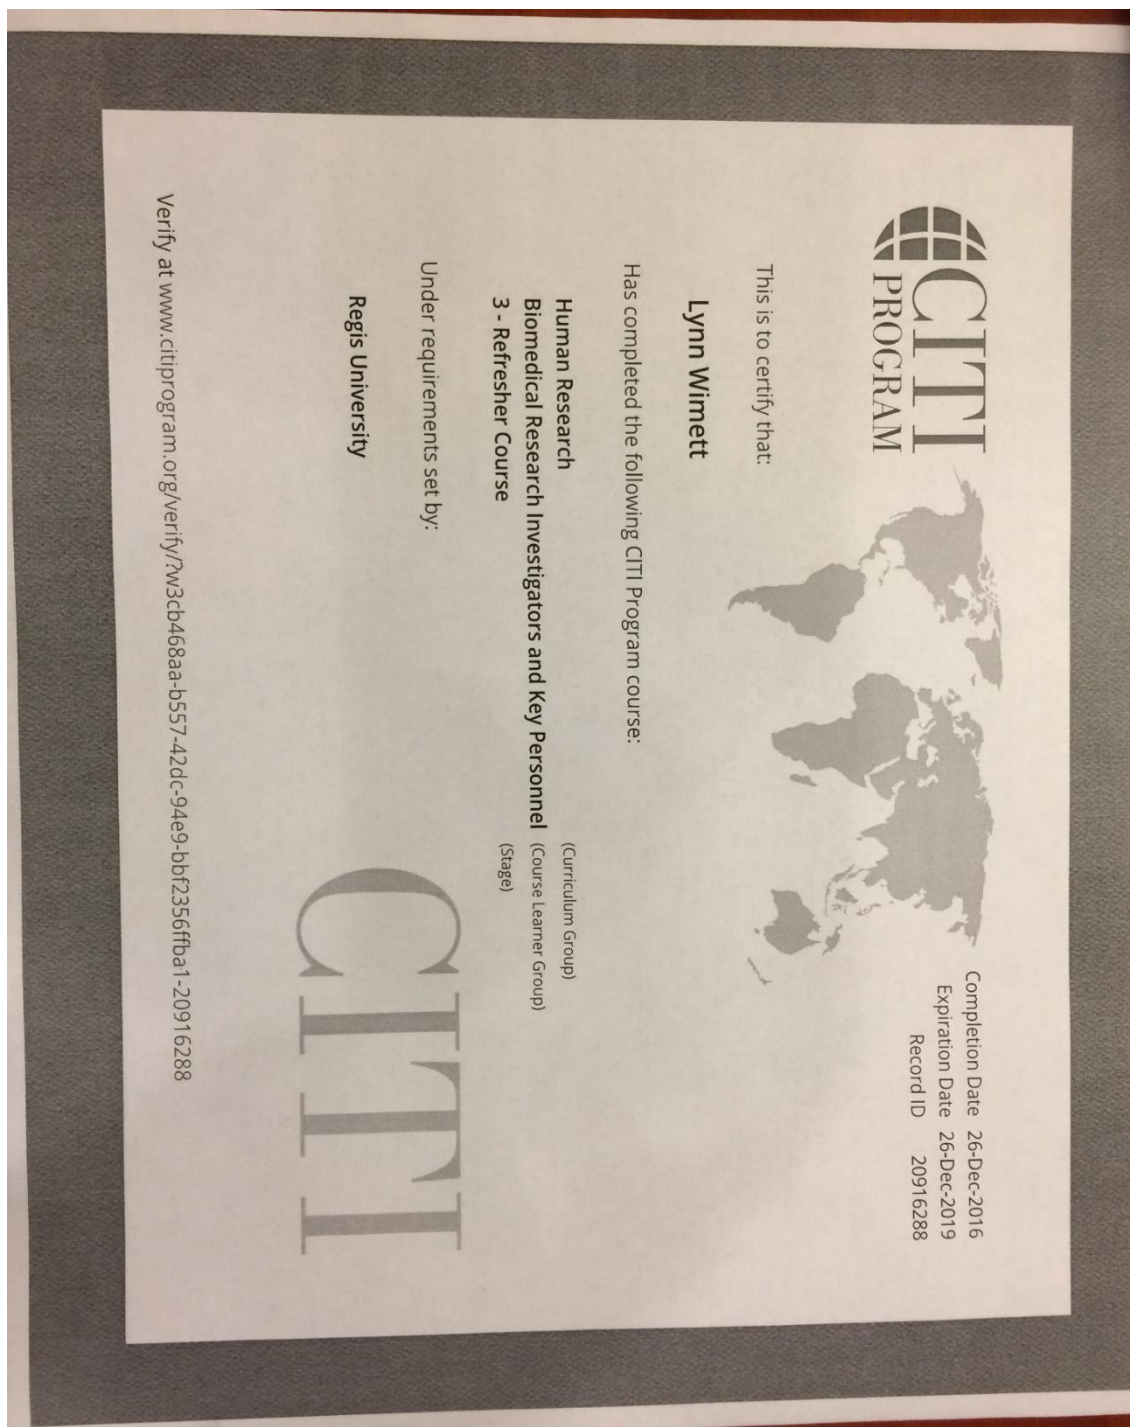 CITI
PROGRAM
Completion Date 26-Dec-2016
Expiration Date 26-Dec-2019
Record ID 20916288
This is to certify that:
Lynn Wimett
Has completed the following CITI Program course:
Human Research (Curriculum Group)
Biomedical Research Investigators and Key Personnel (Course Learner Group)
3 - Refresher Course (Stage)
Under requirements set by:
Regis University
CITI
Verify at www.citiprogram.org/verify/?w3cb468aa-b557-42dc-94e9-bbf2356ffba1-20916288